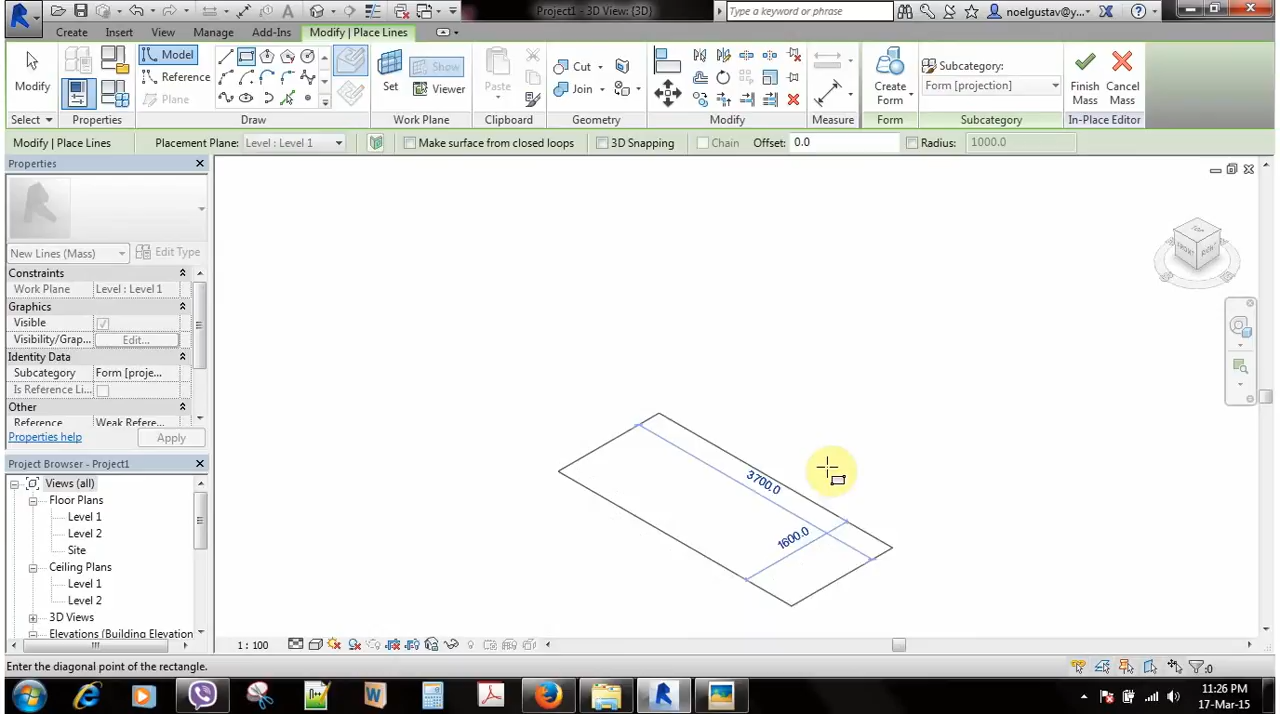 Project1 - 3D View: {3D}
Type a keyword or phrase
noelgustav@y...
Create Insert View Manage Add-Ins Modify | Place Lines
Modify
Model
Reference
Plane
Set
Show
Viewer
Paste
Cut
Join
Create Form
Subcategory:
Form [projection]
Finish Mass
Cancel Mass
Select Properties Draw Work Plane Clipboard Geometry Modify Measure Form Subcategory In-Place Editor
Modify | Place Lines Placement Plane: Level : Level 1 Make surface from closed loops 3D Snapping Chain Offset: 0.0 Radius: 1000.0
Properties
New Lines (Mass) Edit Type
Constraints
Work Plane Level : Level 1
Graphics
Visible
Visibility/Grap... Edit...
Identity Data
Subcategory Form [proje...
Is Reference Li...
Other
Reference Weak Refere...
Properties help Apply
Project Browser - Project1
Views (all)
Floor Plans
Level 1
Level 2
Site
Ceiling Plans
Level 1
Level 2
3D Views
Elevations (Building Elevation
TOP
FRONT
RIGHT
3700.0
1600.0
1 : 100
Enter the diagonal point of the rectangle.
:0
11:26 PM
17-Mar-15